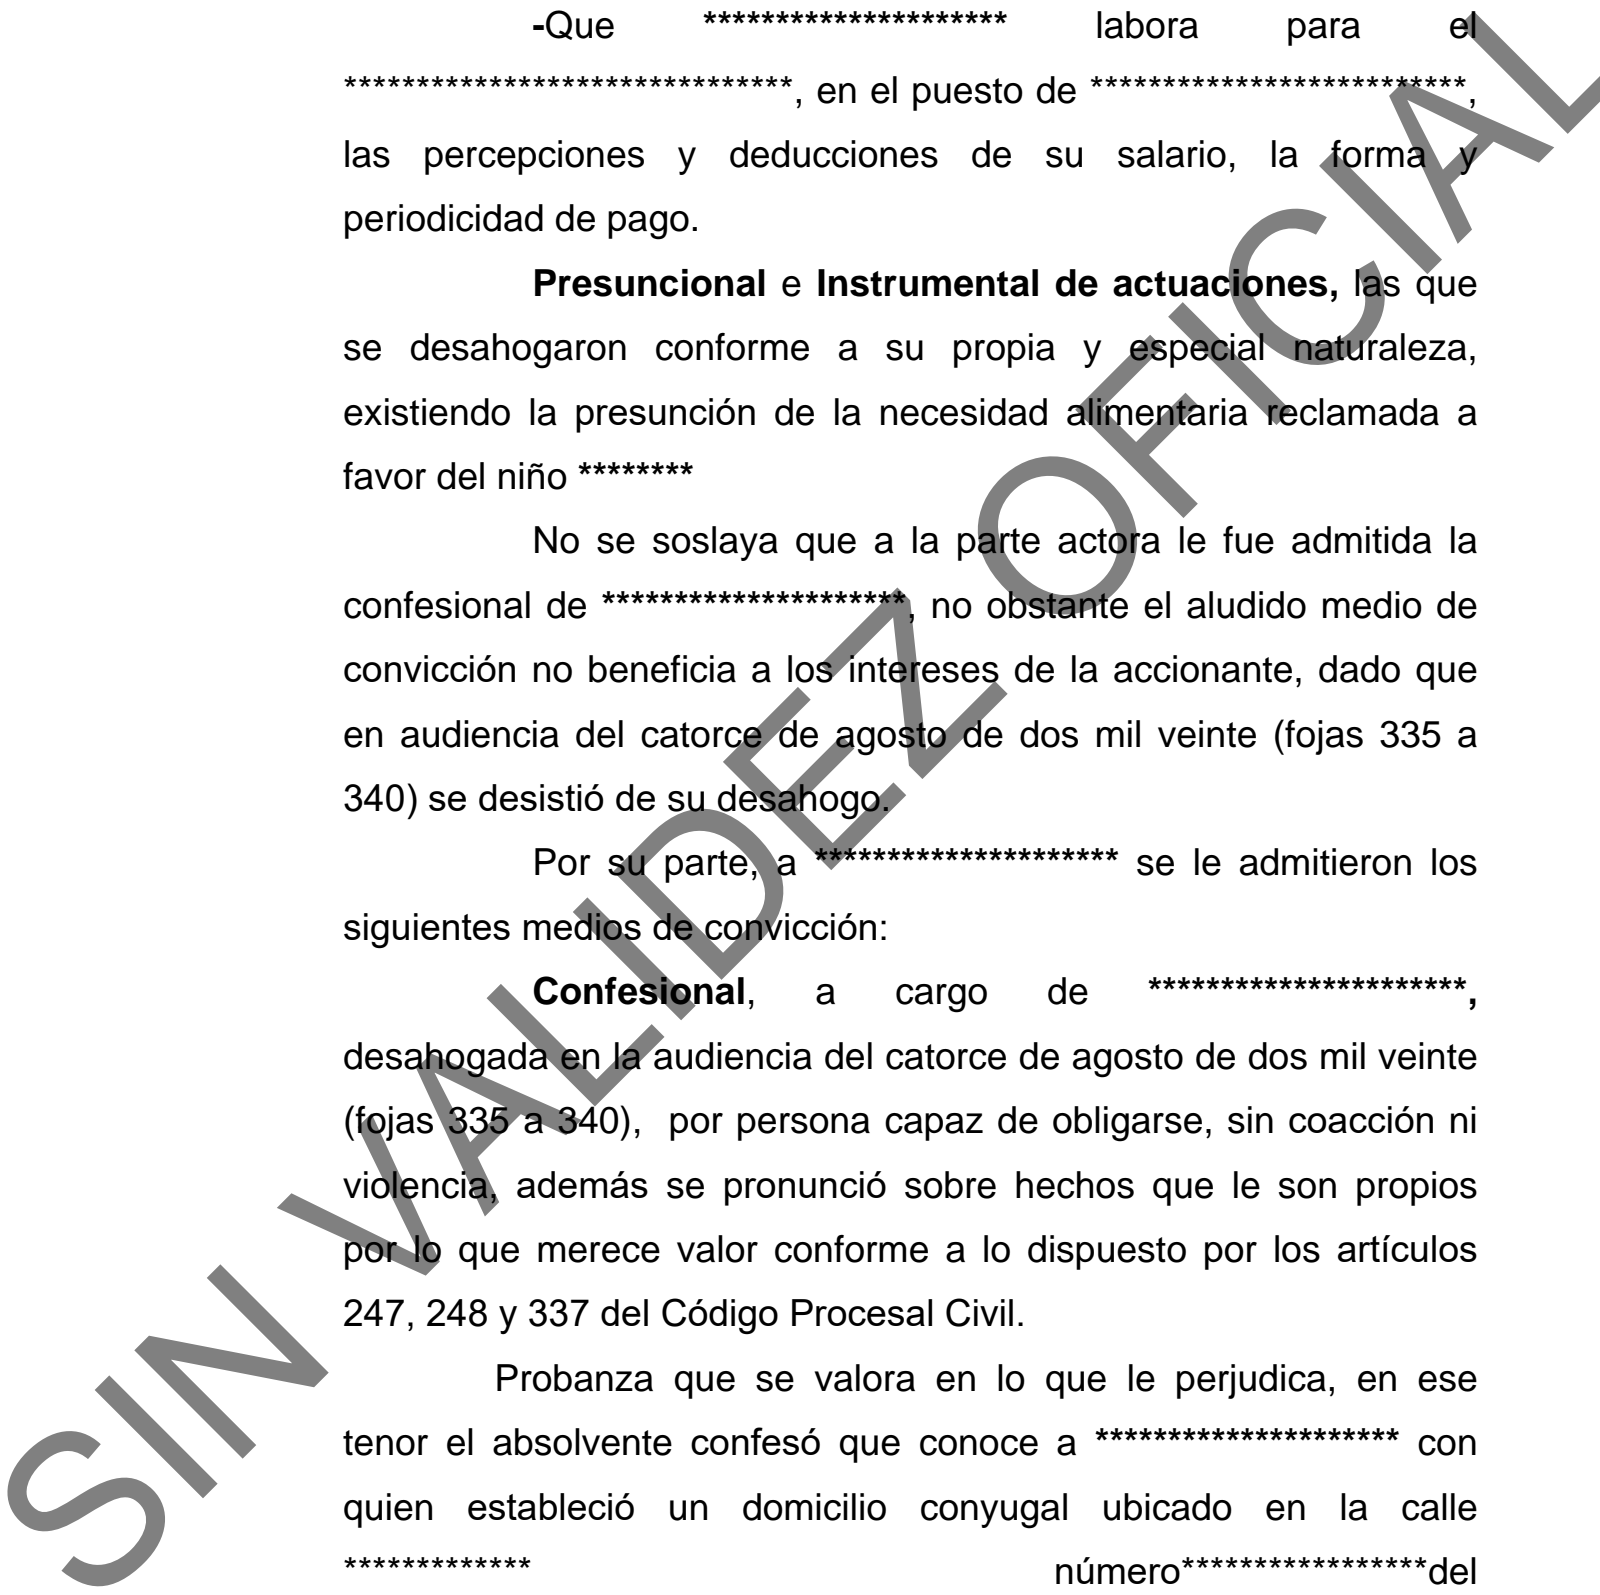 -Que ********************* labora para el
*******************************, en el puesto de **************************,
las percepciones y deducciones de su salario, la forma y
periodicidad de pago.
Presuncional e Instrumental de actuaciones, las que
se desahogaron conforme a su propia y especial naturaleza,
existiendo la presunción de la necesidad alimentaria reclamada a
favor del niño ********
No se soslaya que a la parte actora le fue admitida la
confesional de *********************, no obstante el aludido medio de
convicción no beneficia a los intereses de la accionante, dado que
en audiencia del catorce de agosto de dos mil veinte (fojas 335 a
340) se desistió de su desahogo.
Por su parte, a ********************* se le admitieron los
siguientes medios de convicción:
Confesional, a cargo de **********************,
desahogada en la audiencia del catorce de agosto de dos mil veinte
(fojas 335 a 340), por persona capaz de obligarse, sin coacción ni
violencia, además se pronunció sobre hechos que le son propios
por lo que merece valor conforme a lo dispuesto por los artículos
247, 248 y 337 del Código Procesal Civil.
Probanza que se valora en lo que le perjudica, en ese
tenor el absolvente confesó que conoce a ********************* con
quien estableció un domicilio conyugal ubicado en la calle
************* número*****************del
SIN VALIDEZ OFICIAL